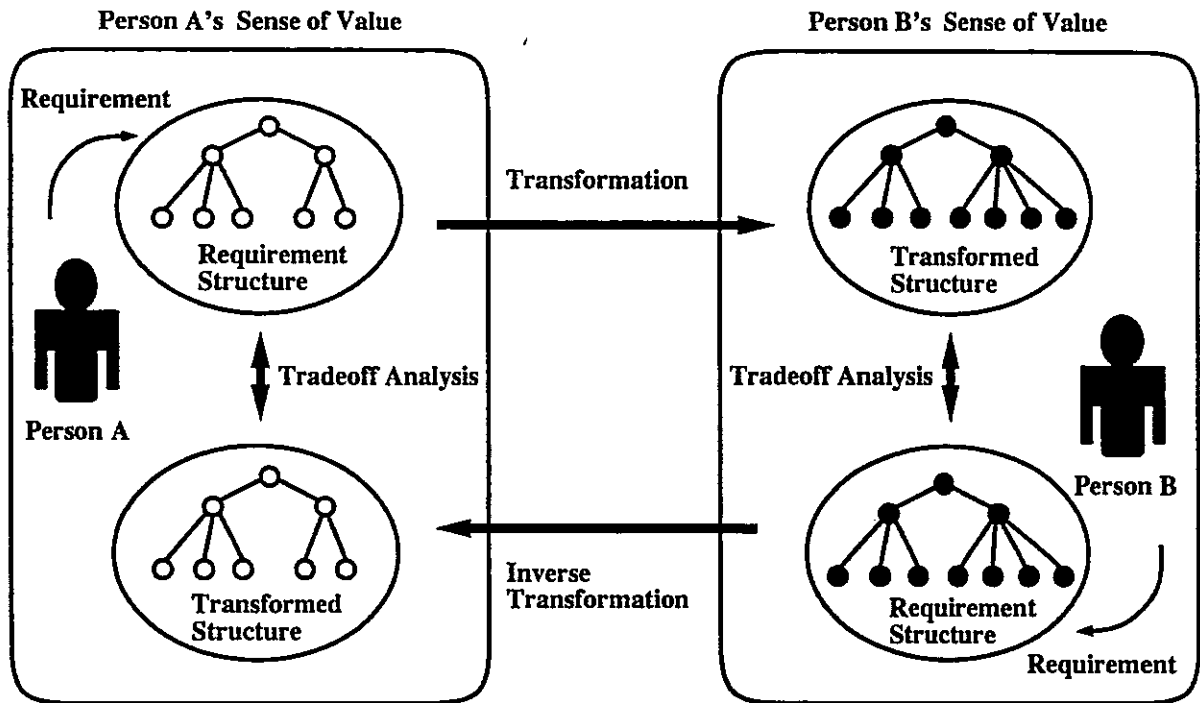 Person A's Sense of Value
Person B's Sense of Value
Requirement
Requirement
Structure
Transformation
Transformed
Structure
Tradeoff Analysis
Tradeoff Analysis
Person A
Person B
Transformed
Structure
Inverse
Transformation
Requirement
Structure
Requirement